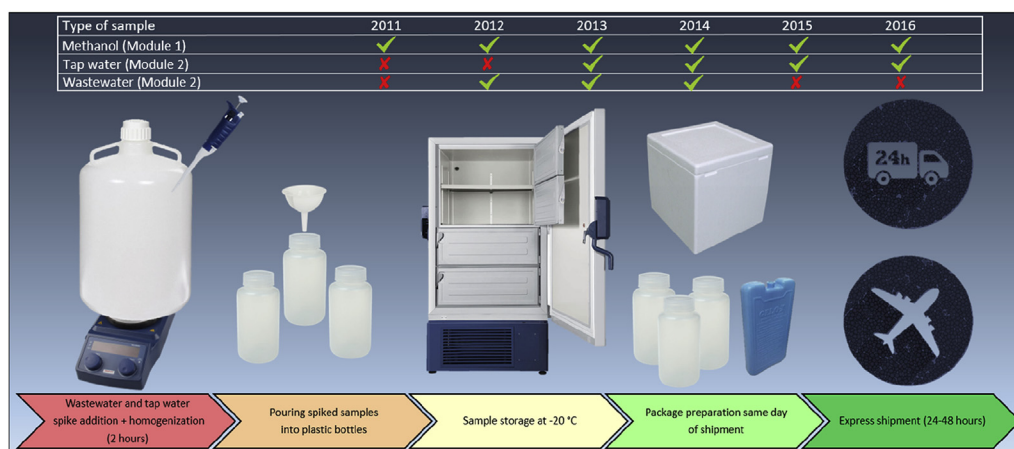 Type of sample 2011 2012 2013 2014 2015 2016
Methanol (Module 1) ✓ ✓ ✓ ✓ ✓ ✓
Tap water (Module 2) ✗ ✗ ✓ ✓ ✓ ✓
Wastewater (Module 2) ✗ ✓ ✓ ✓ ✗ ✗
24h
Wastewater and tap water
spike addition + homogenization
(2 hours)
Pouring spiked samples
into plastic bottles
Sample storage at -20 °C
Package preparation same day
of shipment
Express shipment (24-48 hours)